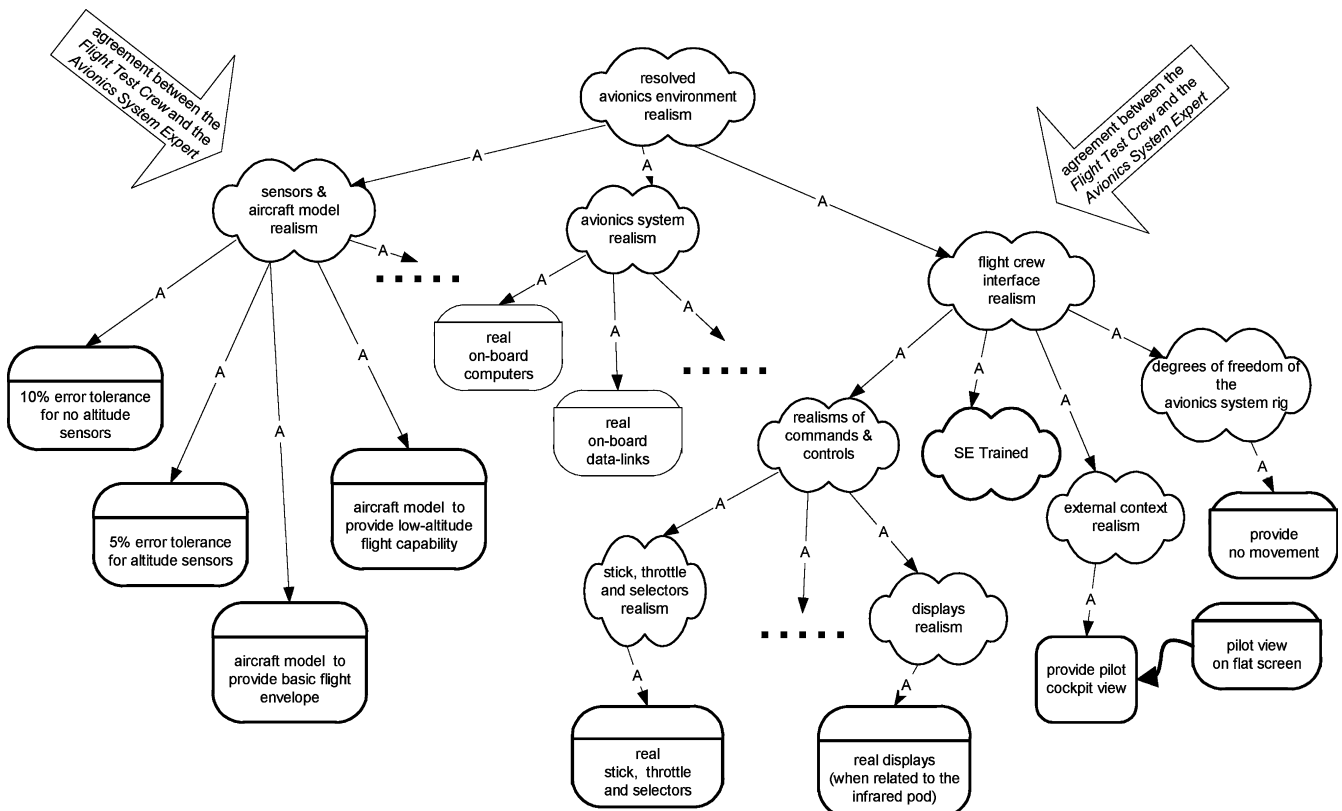 agreement between the
Flight Test Crew and the
Avionics System Expert
resolved
avionics environment
realism
agreement between the
Flight Test Crew and the
Avionics System Expert
A
A
A
sensors &
aircraft model
realism
avionics system
realism
flight crew
interface
realism
A
A
A
A
A
A
A
A
A
A
A
A
real
on-board
computers
real
on-board
data-links
10% error tolerance
for no altitude
sensors
5% error tolerance
for altitude sensors
aircraft model to
provide basic flight
envelope
aircraft model to
provide low-altitude
flight capability
realisms of
commands &
controls
SE Trained
degrees of freedom of
the
avionics system rig
external context
realism
A
provide
no movement
A
A
A
stick, throttle
and selectors
realism
displays
realism
A
provide pilot
cockpit view
pilot view
on flat screen
A
A
real
stick, throttle
and selectors
real displays
(when related to the
infrared pod)